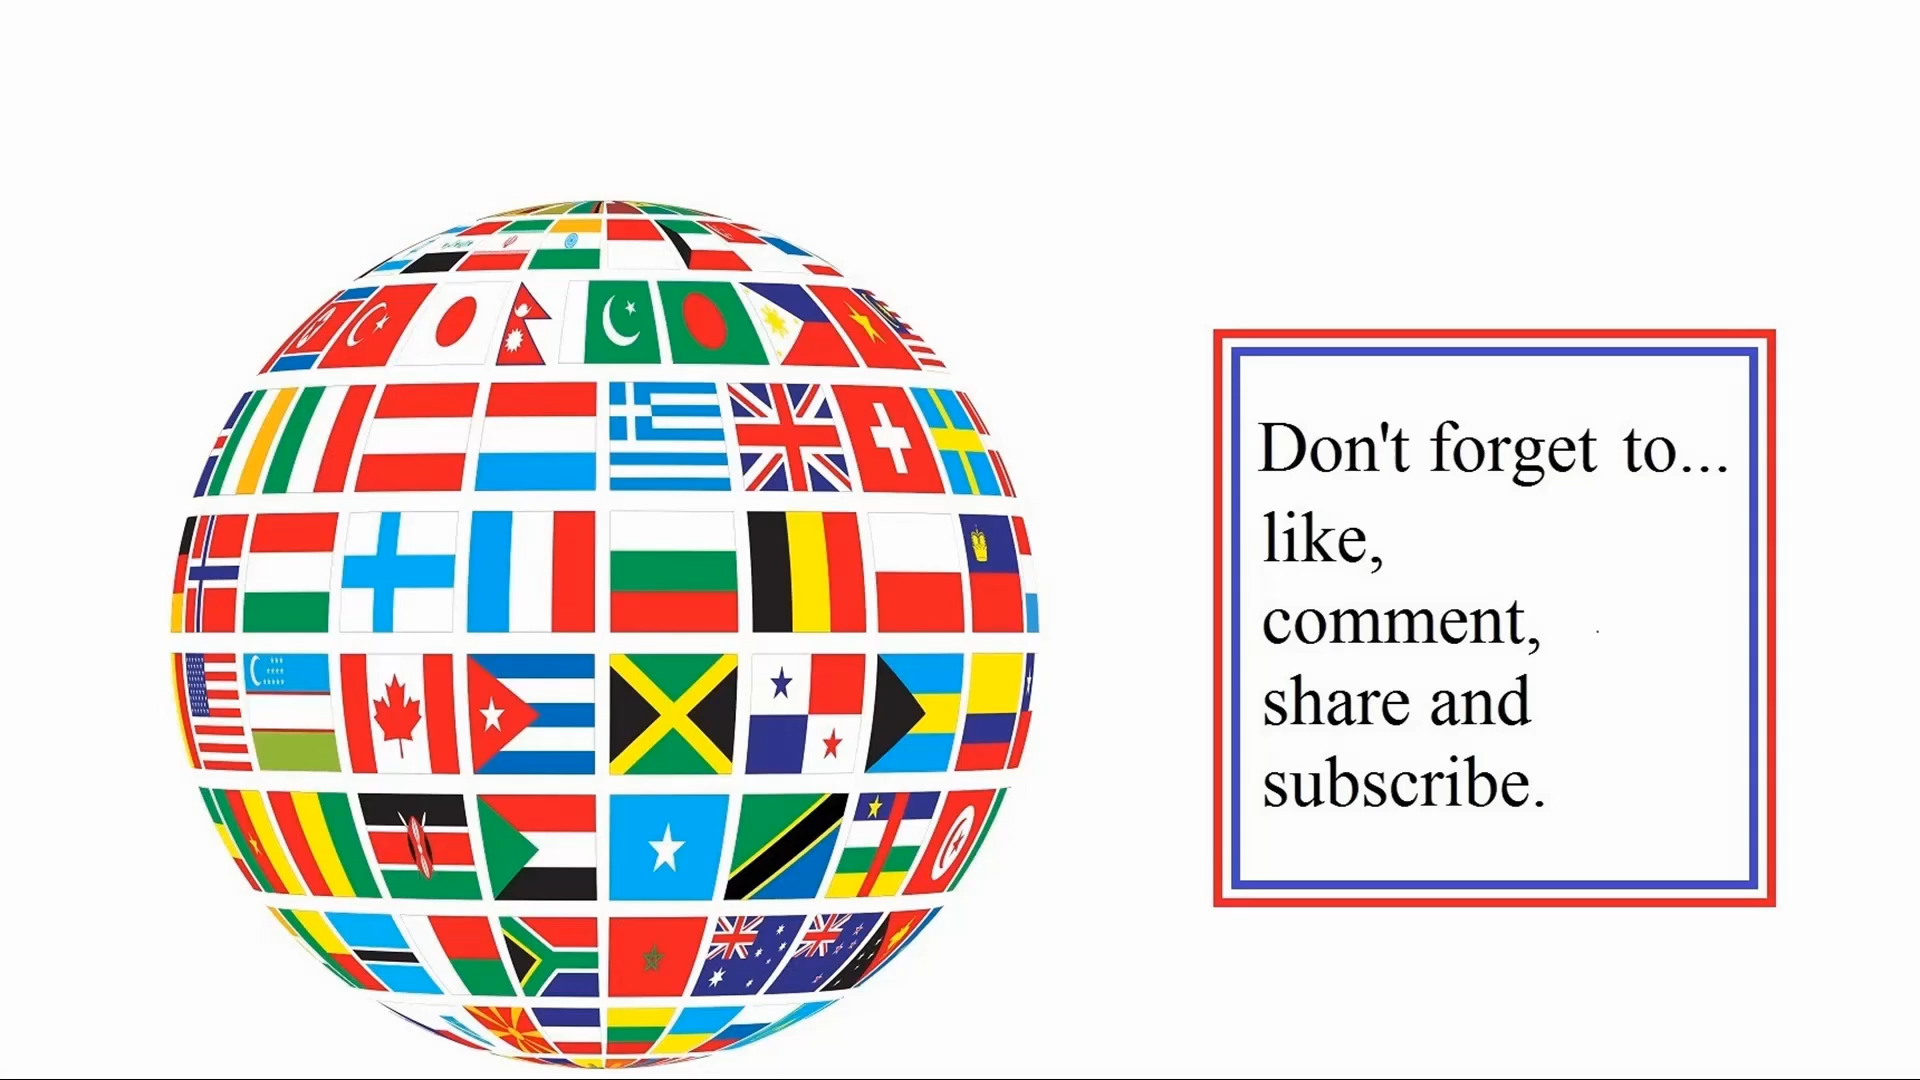 Don't forget to...
like,
comment,
share and
subscribe.